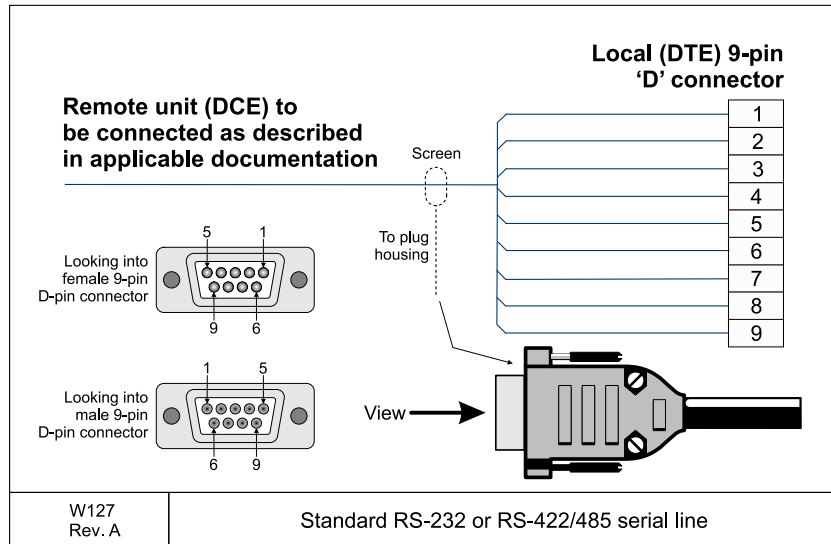 Local (DTE) 9-pin
‘D’ connector
Remote unit (DCE) to
be connected as described
in applicable documentation
Screen
To plug
housing
1
2
3
4
5
6
7
8
9
Looking into
female 9-pin
D-pin connector
5 1
9 6
Looking into
male 9-pin
D-pin connector
1 5
6 9
View
W127
Rev. A
Standard RS-232 or RS-422/485 serial line